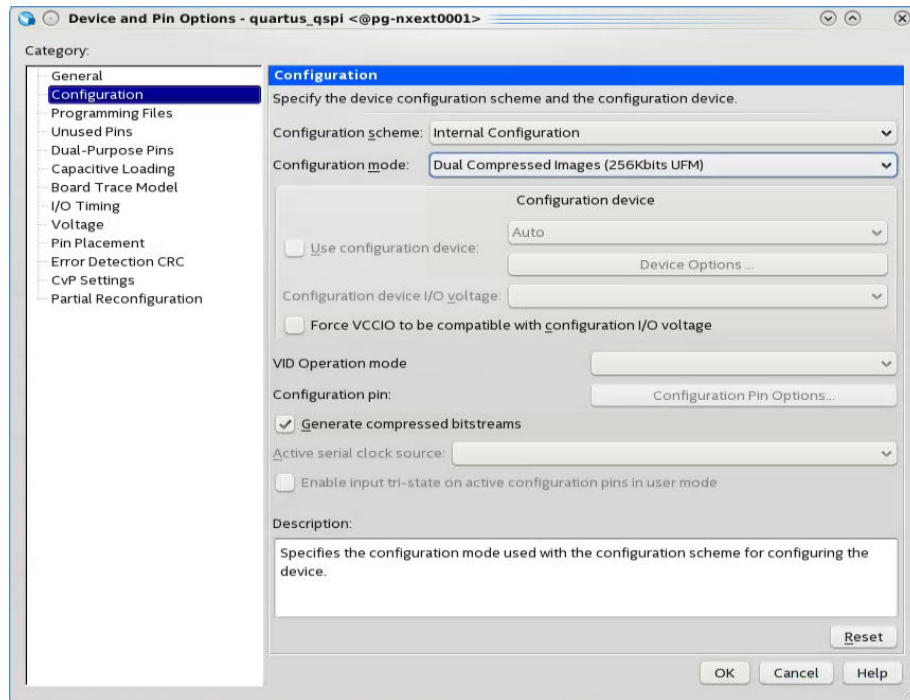 Device and Pin Options - quartus_qspi <@pg-nxext0001>
Category:
General
Configuration
Programming Files
Unused Pins
Dual-Purpose Pins
Capacitive Loading
Board Trace Model
I/O Timing
Voltage
Pin Placement
Error Detection CRC
CvP Settings
Partial Reconfiguration
Configuration
Specify the device configuration scheme and the configuration device.
Configuration scheme: Internal Configuration
Configuration mode: Dual Compressed Images (256Kbits UFM)
Configuration device
Auto
Use configuration device:
Device Options ...
Configuration device I/O voltage:
Force VCCIO to be compatible with configuration I/O voltage
VID Operation mode
Configuration pin: Configuration Pin Options...
Generate compressed bitstreams
Active serial clock source:
Enable input tri-state on active configuration pins in user mode
Description:
Specifies the configuration mode used with the configuration scheme for configuring the
device.
Reset
OK Cancel Help